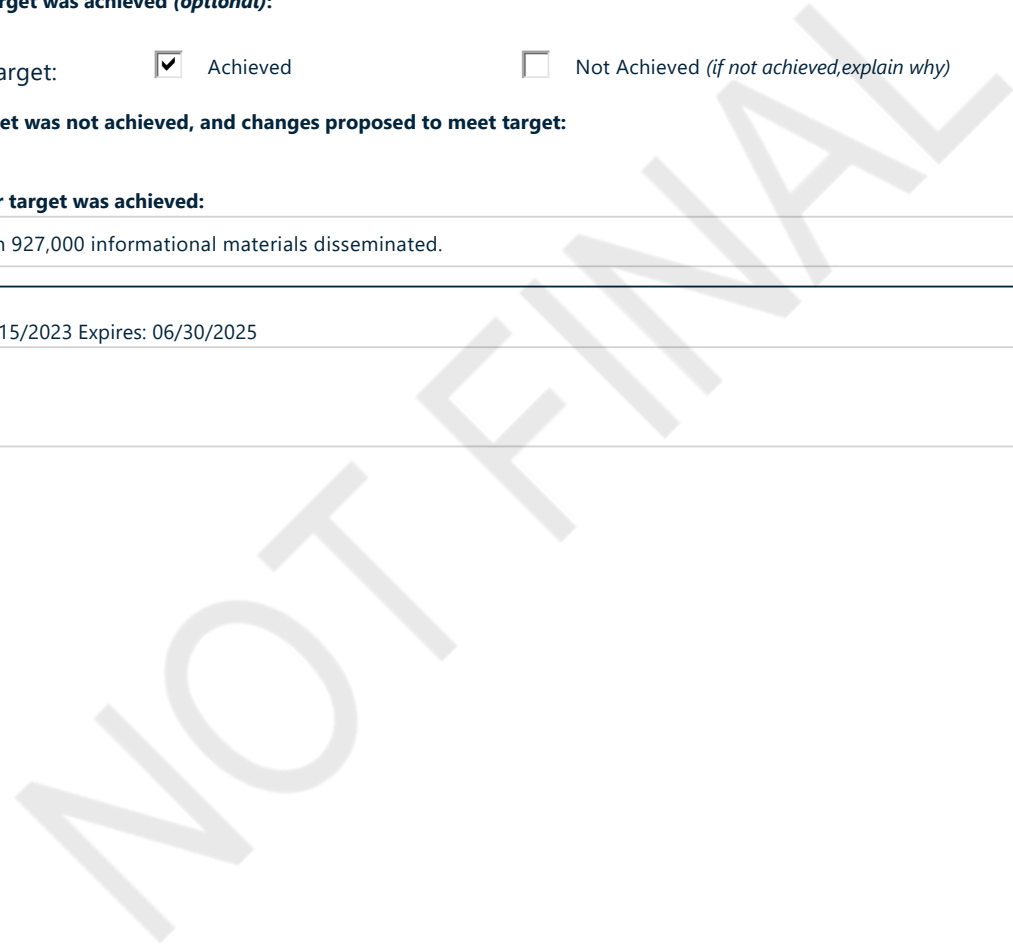 rget was achieved (optional):
arget: Achieved Not Achieved (if not achieved,explain why)
et was not achieved, and changes proposed to meet target:
r target was achieved:
n 927,000 informational materials disseminated.
15/2023 Expires: 06/30/2025
NOT FINAL